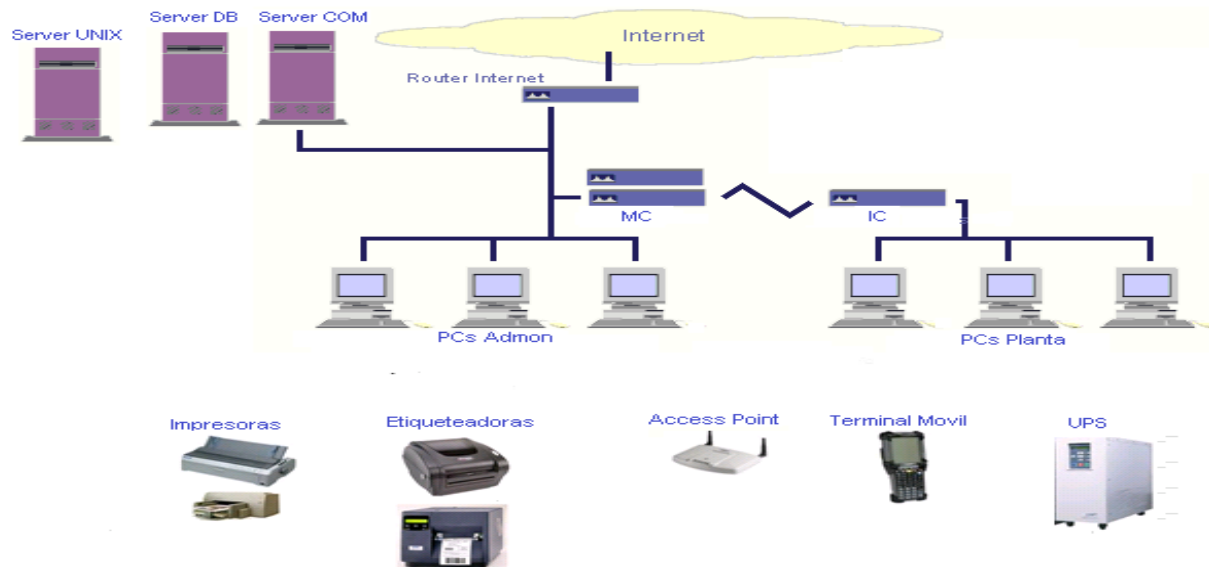 Server UNIX
Server DB
Server COM
Internet
Router Internet
MC
IC
PCs Admon
PCs Planta
Impresoras
Etiqueteadoras
Access Point
Terminal Movil
UPS